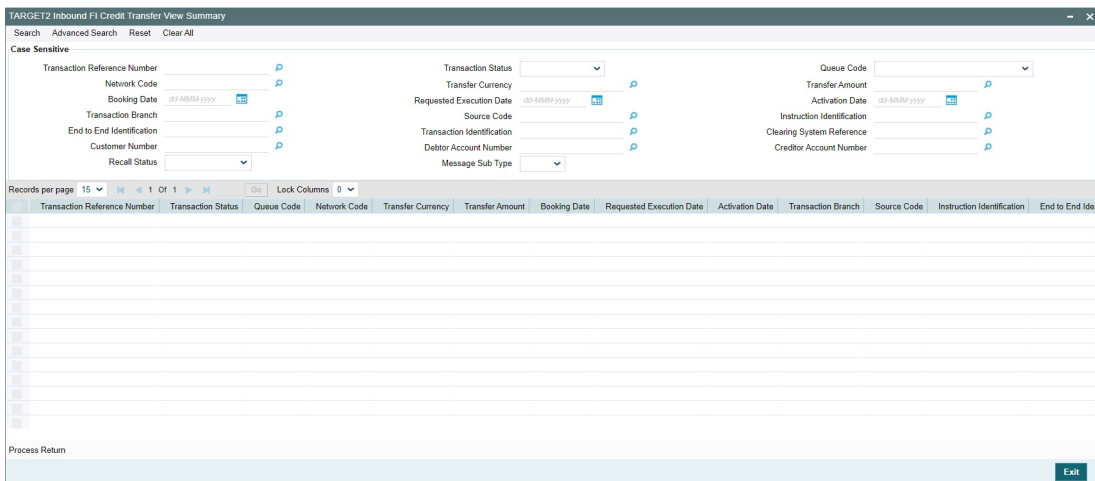 TARGET2 Inbound FI Credit Transfer View Summary
Search Advanced Search Reset Clear All
Case Sensitive
Transaction Reference Number Transaction Status Queue Code
Network Code Transfer Currency Transfer Amount
Booking Date dd-MMM-yyyy Requested Execution Date dd-MMM-yyyy Activation Date dd-MMM-yyyy
Transaction Branch Source Code Instruction Identification
End to End Identification Transaction Identification Clearing System Reference
Customer Number Debtor Account Number Creditor Account Number
Recall Status Message Sub Type
Records per page 15 1 Of 1 Go Lock Columns 0
Transaction Reference Number Transaction Status Queue Code Network Code Transfer Currency Transfer Amount Booking Date Requested Execution Date Activation Date Transaction Branch Source Code Instruction Identification End to End Ide
Process Return
Exit